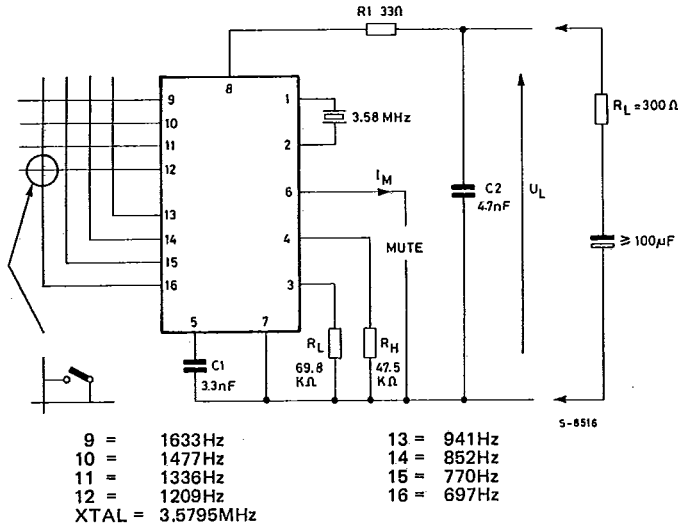 R1 33Ω
8
9
10
11
12
13
14
15
16
1
2
6
4
3
5
7
3.58 MHz
I_M
MUTE
C2
4.7nF
U_L
R_L =300Ω
≥100µF
C1
3.3nF
R_L
69.8
KΩ
R_H
47.5
KΩ
S-8516
9 = 1633Hz
10 = 1477Hz
11 = 1336Hz
12 = 1209Hz
XTAL = 3.5795MHz
13 = 941Hz
14 = 852Hz
15 = 770Hz
16 = 697Hz